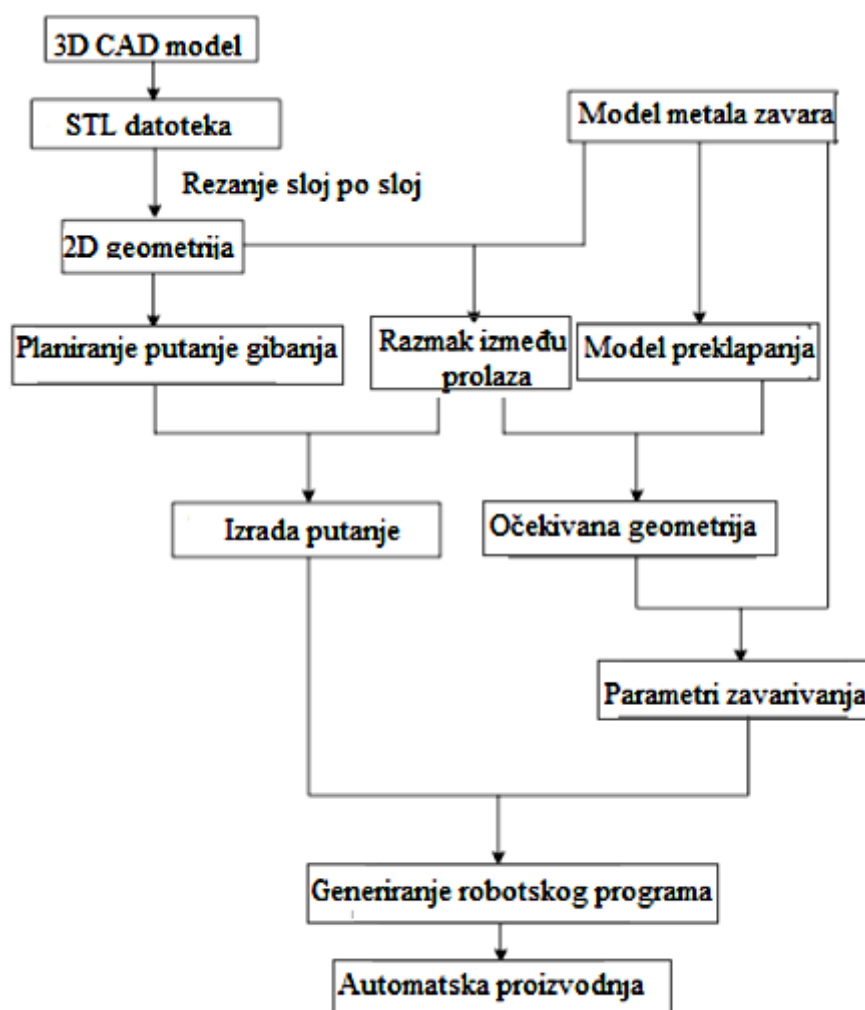 3D CAD model
STL datoteka
Model metala zavara
Rezanje sloj po sloj
2D geometrija
Planiranje putanje gibanja
Razmak između
prolaza
Model preklapanja
Izrada putanje
Očekivana geometrija
Parametri zavarivanja
Generiranje robotskog programa
Automatska proizvodnja